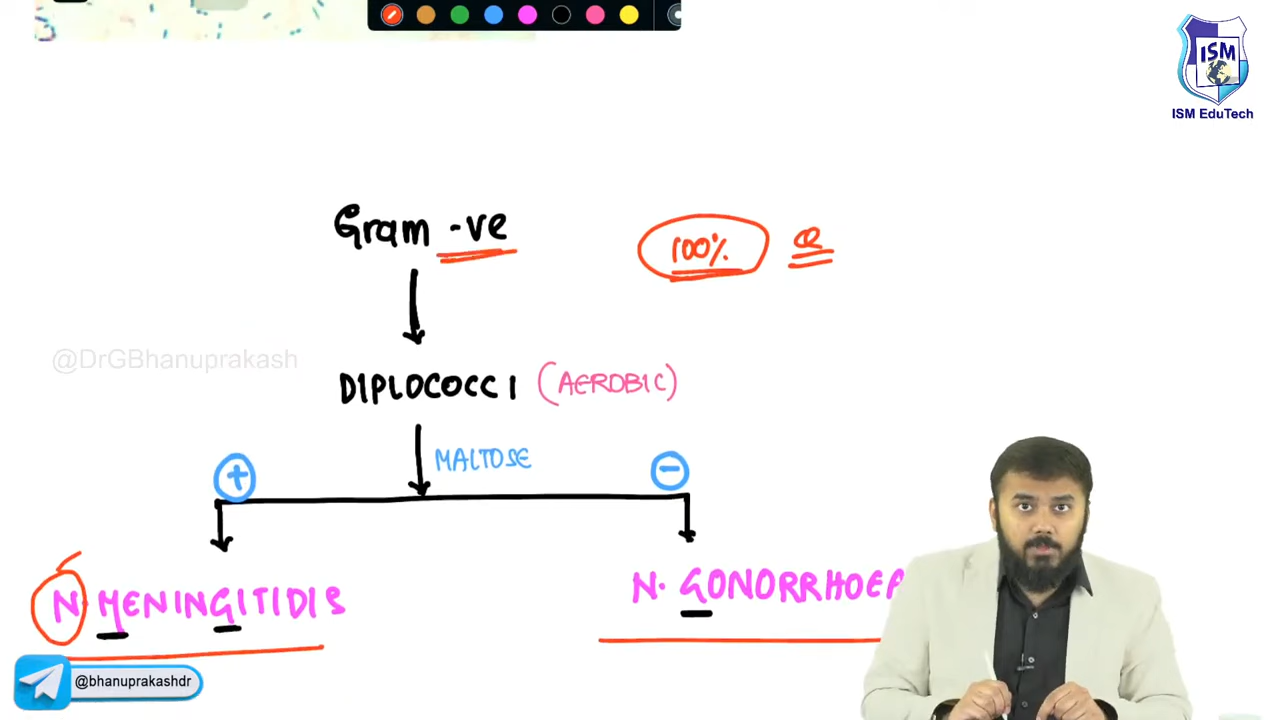 ISM
ISM EduTech
Gram -ve
100%
@DrGBhanuprakash
DIPLOCOCCI (AEROBIC)
MALTOSE
+
-
N. MENINGITIDIS
N. GONORRHOEA
@bhanuprakashdr